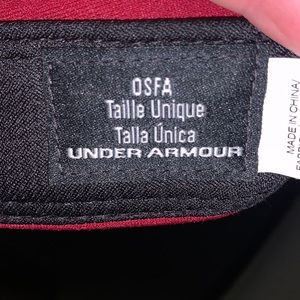 OSFA
Taille Unique
Talla Única
UNDER ARMOUR
MADE IN CHINA/